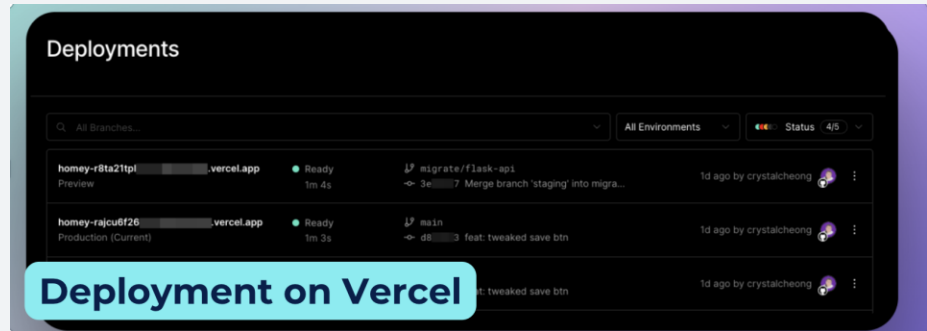 Deployments
All Branches...
All Environments
Status 4/5
homey-r8ta21tpl .vercel.app
Ready
migrate/flask-api
1d ago by crystalcheong
Preview
1m 4s
3e 7 Merge branch 'staging' into migra...
homey-rajcu6f26 .vercel.app
Ready
main
1d ago by crystalcheong
Production (Current)
1m 3s
d8 3 feat: tweaked save btn
1d ago by crystalcheong
tweaked save btn
Deployment on Vercel